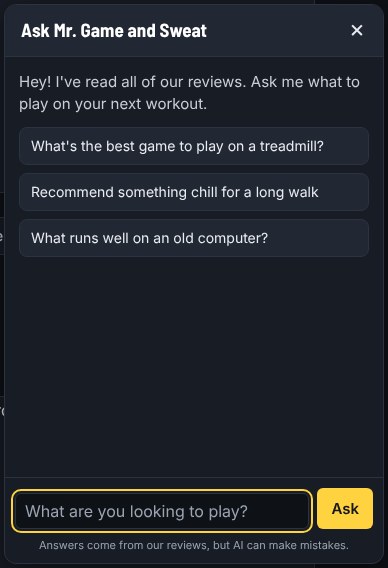 Ask Mr. Game and Sweat
Hey! I've read all of our reviews. Ask me what to
play on your next workout.
What's the best game to play on a treadmill?
Recommend something chill for a long walk
What runs well on an old computer?
What are you looking to play?
Ask
Answers come from our reviews, but AI can make mistakes.